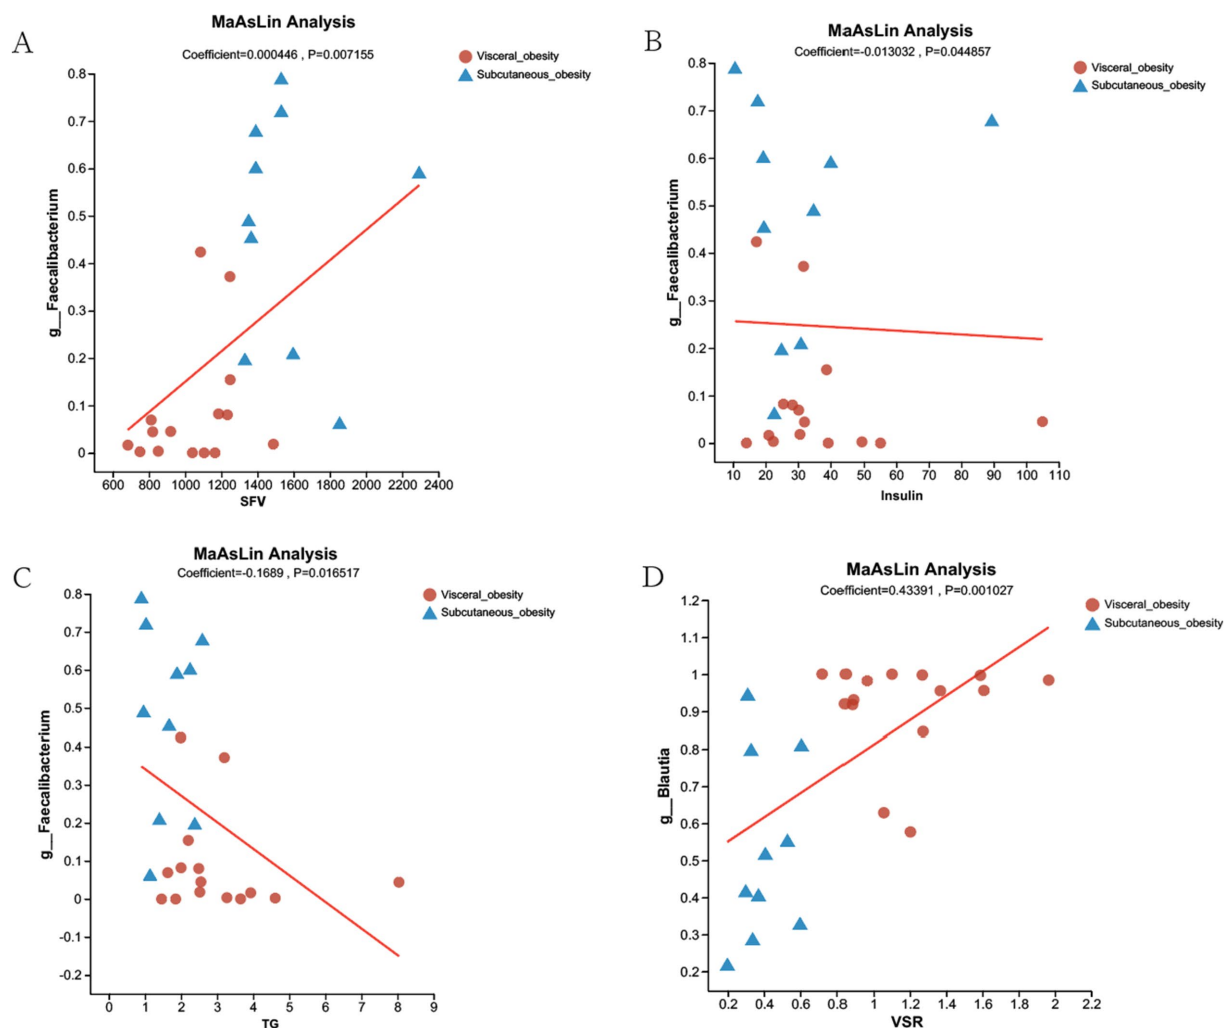 A
MaAsLin Analysis
Coefficient=0.000446 , P=0.007155
Visceral_obesity
Subcutaneous_obesity
0.8
0.7
0.6
0.5
0.4
0.3
0.2
0.1
0
g__Faecalibacterium
600 800 1000 1200 1400 1600 1800 2000 2200 2400
SFV
B
MaAsLin Analysis
Coefficient=-0.013032 , P=0.044857
Visceral_obesity
Subcutaneous_obesity
0.8
0.7
0.6
0.5
0.4
0.3
0.2
0.1
0
g__Faecalibacterium
10 20 30 40 50 60 70 80 90 100 110
Insulin
C
MaAsLin Analysis
Coefficient=-0.1689 , P=0.016517
Visceral_obesity
Subcutaneous_obesity
0.8
0.7
0.6
0.5
0.4
0.3
0.2
0.1
0
-0.1
-0.2
g__Faecalibacterium
0 1 2 3 4 5 6 7 8 9
TG
D
MaAsLin Analysis
Coefficient=0.43391 , P=0.001027
Visceral_obesity
Subcutaneous_obesity
1.2
1.1
1
0.9
0.8
0.7
0.6
0.5
0.4
0.3
0.2
g__Blautia
0.2 0.4 0.6 0.8 1 1.2 1.4 1.6 1.8 2 2.2
VSR